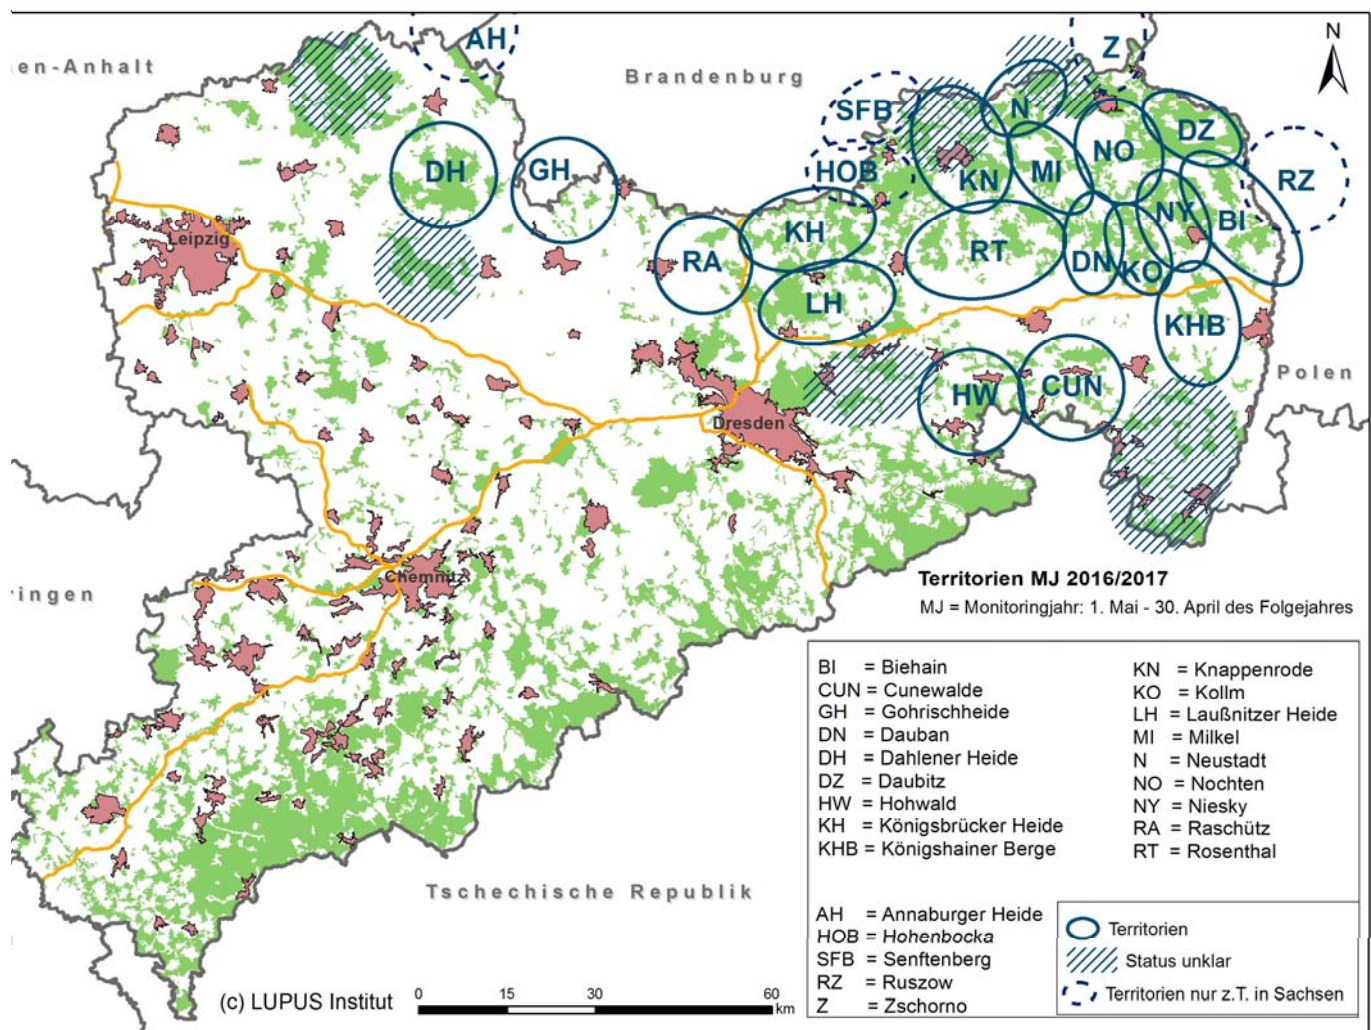 en-Anhalt
AH
Brandenburg
Z
N
SFB
N
DZ
HOB
NO
DH
GH
KN
MI
RZ
NY
BI
KH
RT
Leipzig
RA
DN
KO
LH
KHB
Polen
HW
CUN
Dresden
Chemnitz
ringen
Territorien MJ 2016/2017
MJ = Monitoringjahr: 1. Mai - 30. April des Folgejahres
BI = Biehain
CUN = Cunewalde
GH = Gohrischheide
DN = Dauban
DH = Dahlener Heide
DZ = Daubitz
HW = Hohwald
KH = Königsbrücker Heide
KHB = Königshainer Berge
KN = Knappenrode
KO = Kollm
LH = Laußnitzer Heide
MI = Milkel
N = Neustadt
NO = Nochten
NY = Niesky
RA = Raschütz
RT = Rosenthal
Tschechische Republik
AH = Annaburger Heide
HOB = Hohenbocka
SFB = Senftenberg
RZ = Ruszow
Z = Zschorno
Territorien
Status unklar
Territorien nur z.T. in Sachsen
(c) LUPUS Institut
0 15 30 60
km